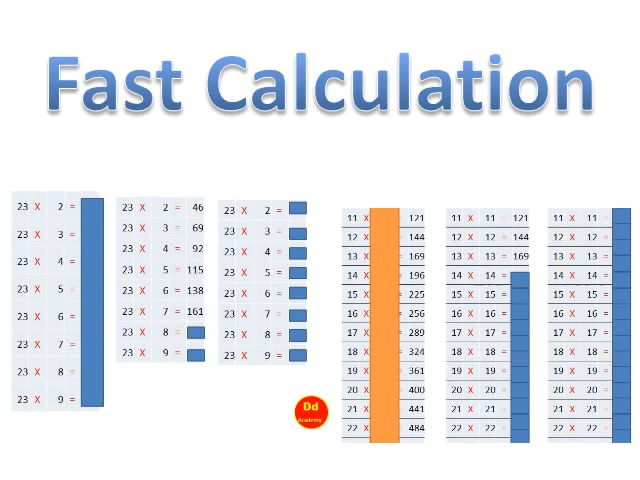 Fast Calculation
23 X 2 =
23 X 3 =
23 X 4 =
23 X 5 =
23 X 6 =
23 X 7 =
23 X 8 =
23 X 9 =
23 X 2 = 46
23 X 3 = 69
23 X 4 = 92
23 X 5 = 115
23 X 6 = 138
23 X 7 = 161
23 X 8 =
23 X 9 =
23 X 2 =
23 X 3 =
23 X 4 =
23 X 5 =
23 X 6 =
23 X 7 =
23 X 8 =
23 X 9 =
Dd
Academy
11 X = 121
12 X = 144
13 X = 169
14 X = 196
15 X = 225
16 X = 256
17 X = 289
18 X = 324
19 X = 361
20 X = 400
21 X = 441
22 X = 484
11 X 11 = 121
12 X 12 = 144
13 X 13 = 169
14 X 14 =
15 X 15 =
16 X 16 =
17 X 17 =
18 X 18 =
19 X 19 =
20 X 20 =
21 X 21 =
22 X 22 =
11 X 11 =
12 X 12 =
13 X 13 =
14 X 14 =
15 X 15 =
16 X 16 =
17 X 17 =
18 X 18 =
19 X 19 =
20 X 20 =
21 X 21 =
22 X 22 =